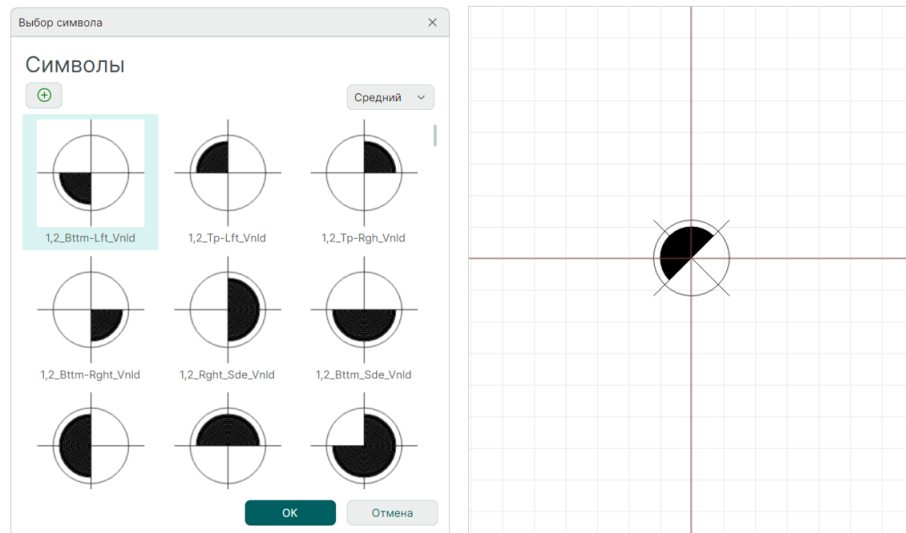 Выбор символа
Символы
Средний
1,2_Bttm-Lft_Vnld
1,2_Tp-Lft_Vnld
1,2_Tp-Rgh_Vnld
1,2_Bttm-Rght_Vnld
1,2_Rght_Sde_Vnld
1,2_Bttm_Sde_Vnld
ОК
Отмена